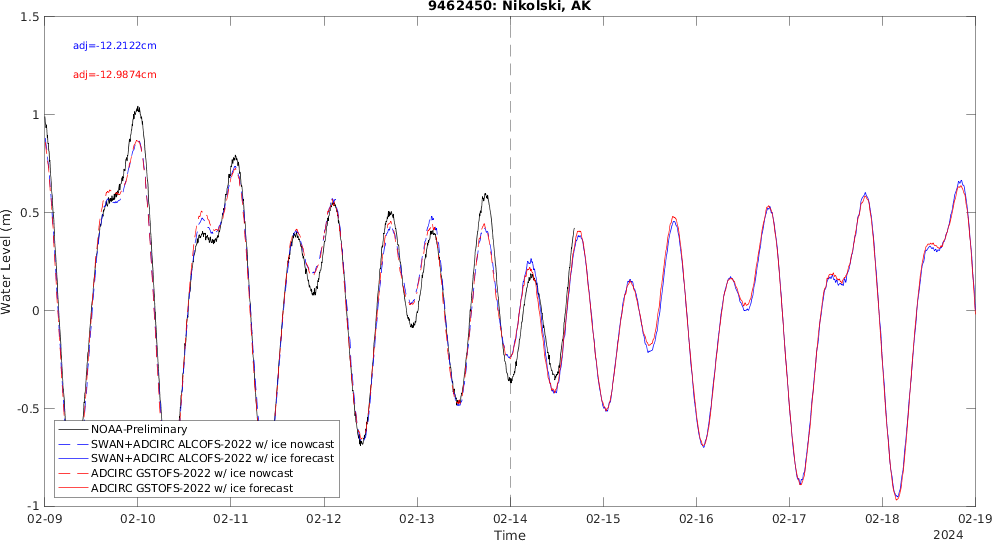 9462450: Nikolski, AK
adj=-12.2122cm
adj=-12.9874cm
Water Level (m)
1.5
1
0.5
0
-0.5
-1
NOAA-Preliminary
SWAN+ADCIRC ALCOFS-2022 w/ ice nowcast
SWAN+ADCIRC ALCOFS-2022 w/ ice forecast
ADCIRC GSTOFS-2022 w/ ice nowcast
ADCIRC GSTOFS-2022 w/ ice forecast
02-09 02-10 02-11 02-12 02-13 02-14 02-15 02-16 02-17 02-18 02-19
Time
2024